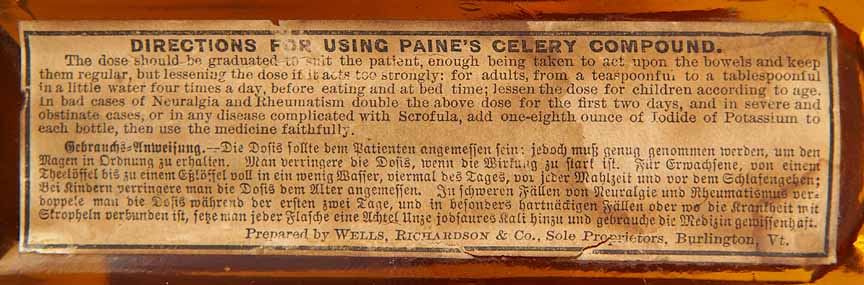 DIRECTIONS FOR USING PAINE'S CELERY COMPOUND.
The dose should be graduated to suit the patient, enough being taken to act upon the bowels and keep
them regular, but lessening the dose if it acts too strongly: for adults, from a teaspoonful to a tablespoonful
in a little water four times a day, before eating and at bed time; lessen the dose for children according to age.
In bad cases of Neuralgia and Rheumatism double the above dose for the first two days, and in severe and
obstinate cases, or in any disease complicated with Scrofula, add one-eighth ounce of Iodide of Potassium to
each bottle, then use the medicine faithfully.
Gebrauchs-Anweisung.—Die Dosis sollte dem Patienten angemessen sein; jedoch muß genug genommen werden, um den
Magen in Ordnung zu erhalten. Man verringere die Dosis, wenn die Wirkung zu stark ist. Für Erwachsene, von einem
Theelöffel bis zu einem Eßlöffel voll in ein wenig Wasser, viermal des Tages, vor jeder Mahlzeit und vor dem Schlafengehen;
Bei Kindern verringere man die Dosis dem Alter angemessen. In schweren Fällen von Neuralgie und Rheumatismus ver-
doppele man die Dosis während der ersten zwei Tage, und in besonders hartnäckigen Fällen oder wo die Krankheit mit
Skropheln verbunden ist, setze man jeder Flasche eine Achtel Unze jodsaures Kali hinzu und gebrauche die Medizin gewissenhaft.
Prepared by WELLS, RICHARDSON & Co., Sole Proprietors, Burlington, Vt.